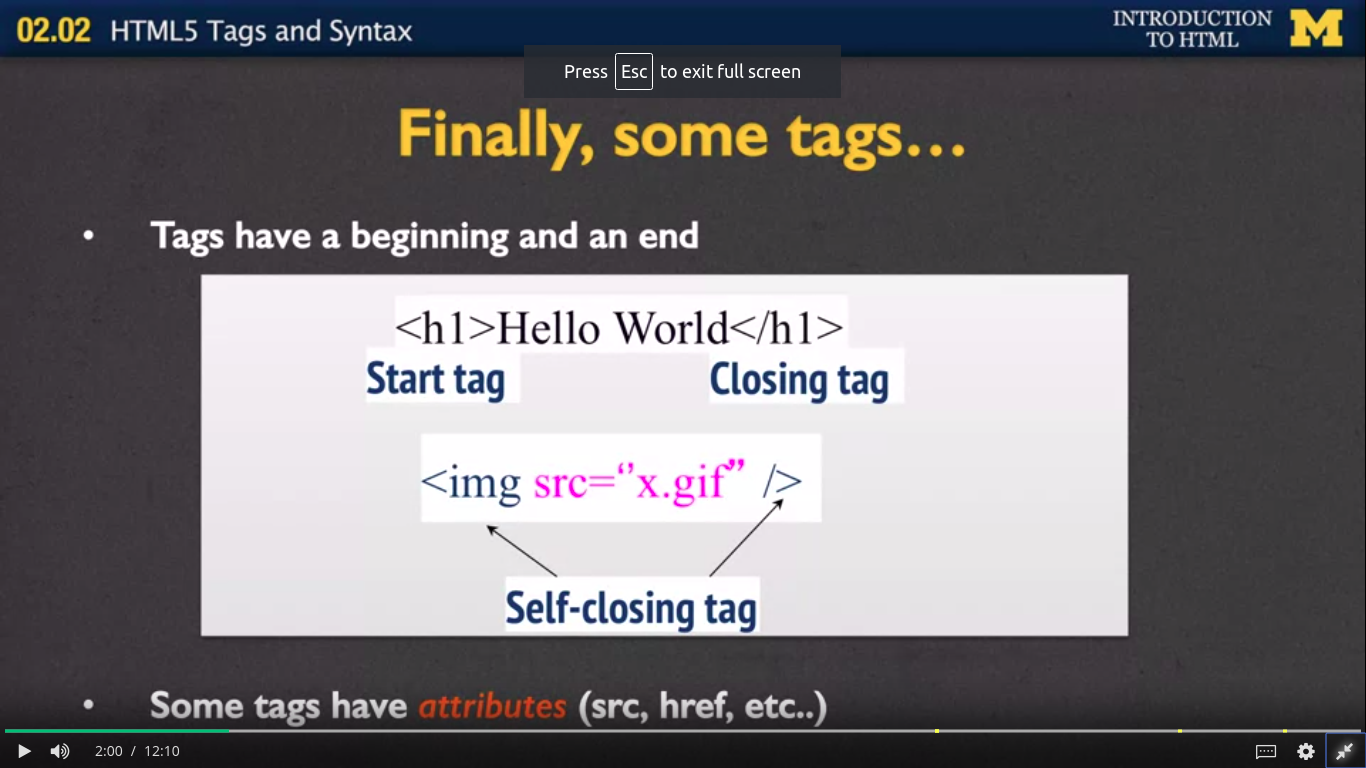 02.02 HTML5 Tags and Syntax
INTRODUCTION
TO HTML
M
Press Esc to exit full screen
Finally, some tags...
• Tags have a beginning and an end
<h1>Hello World</h1>
Start tag Closing tag
<img src=‘’x.gif” />
Self-closing tag
• Some tags have attributes (src, href, etc..)
2:00 / 12:10